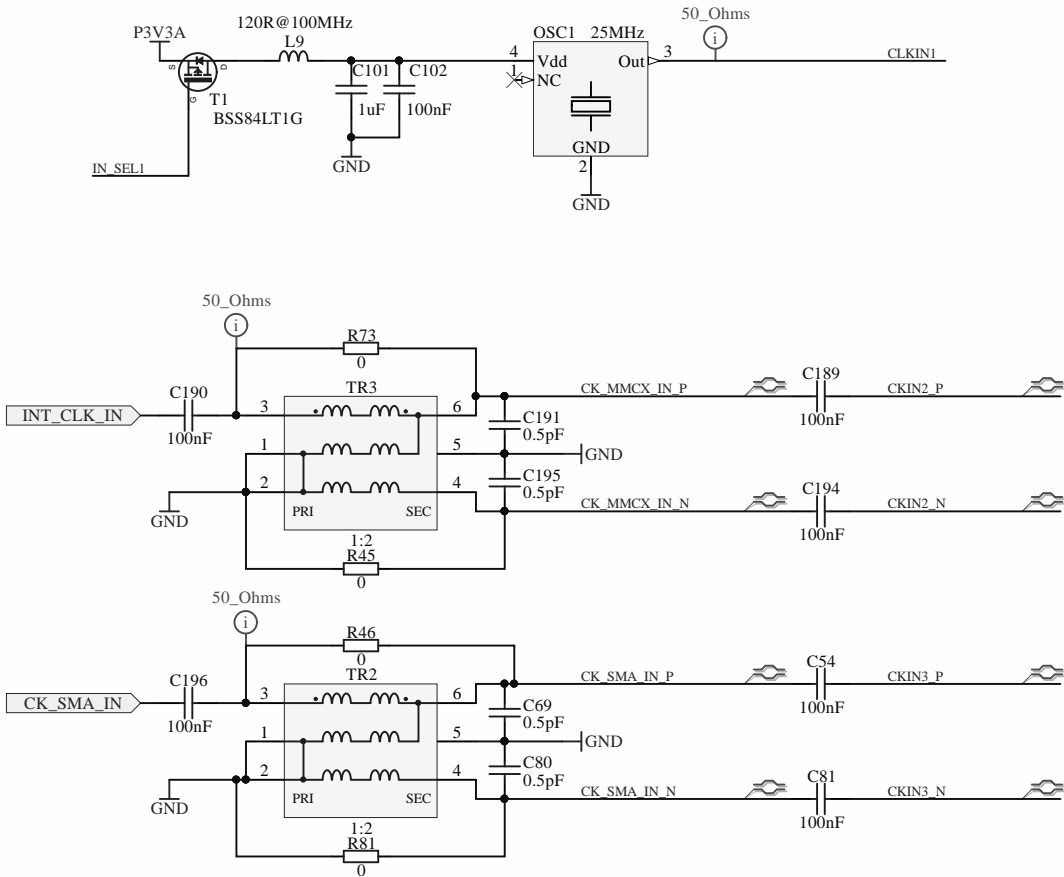 120R@100MHz
50_Ohms
P3V3A
L9
OSC1 25MHz
i
S
D
C101
C102
4
Vdd
Out
3
CLKIN1
1
NC
G
T1
1uF
100nF
BSS84LT1G
GND
GND
2
IN_SEL1
GND
50_Ohms
i
R73
0
C190
TR3
CK_MMCX_IN_P
C189
CKIN2_P
INT_CLK_IN
3
6
C191
100nF
100nF
0.5pF
1
5
GND
C195
2
4
0.5pF
C194
GND
PRI
SEC
CK_MMCX_IN_N
CKIN2_N
100nF
1:2
R45
0
50_Ohms
i
R46
0
C196
TR2
CK_SMA_IN_P
C54
CKIN3_P
CK_SMA_IN
3
6
C69
100nF
100nF
0.5pF
1
5
GND
C80
2
4
0.5pF
C81
GND
PRI
SEC
CK_SMA_IN_N
CKIN3_N
100nF
1:2
R81
0